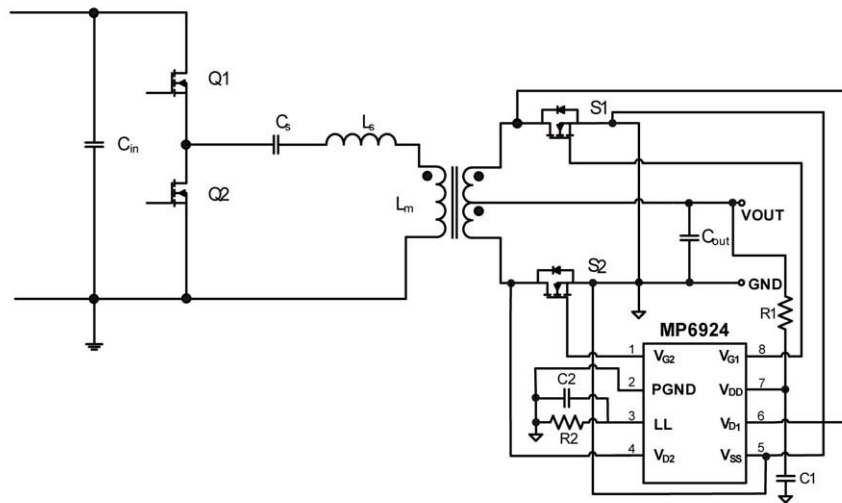 Q1
S1
Cs
Ls
Cin
Q2
Lm
VOUT
Cout
S2
GND
R1
MP6924
1 VG2 VG1 8
C2
2 PGND VDD 7
3 LL VD1 6
R2
4 VD2 VSS 5
C1